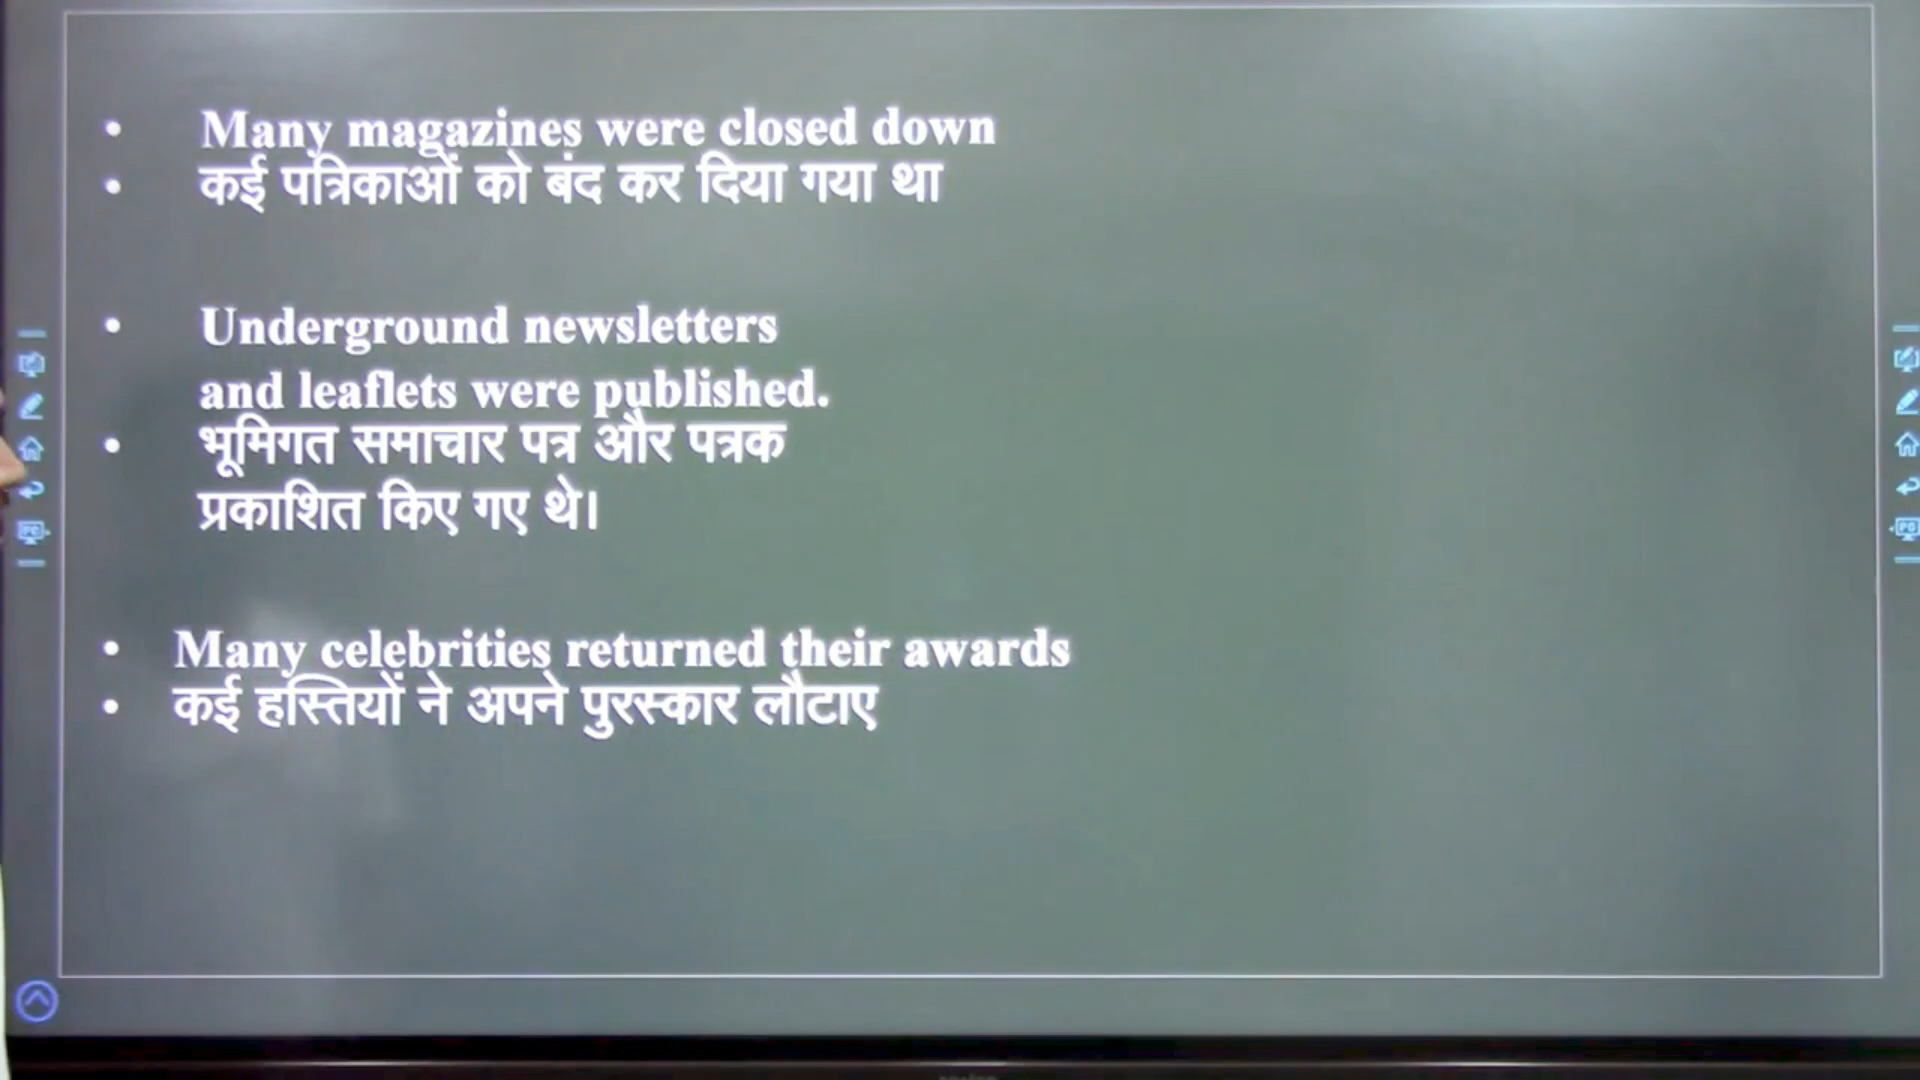 • Many magazines were closed down
• कई पत्रिकाओं को बंद कर दिया गया था
• Underground newsletters
and leaflets were published.
• भूमिगत समाचार पत्र और पत्रक
प्रकाशित किए गए थे।
• Many celebrities returned their awards
• कई हस्तियों ने अपने पुरस्कार लौटाए